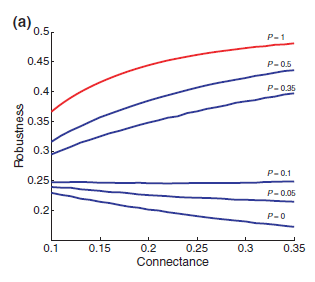 (a)
0.5
0.45
0.4
0.35
0.3
0.25
0.2
Robustness
P = 1
P = 0.5
P = 0.35
P = 0.1
P = 0.05
P = 0
0.1 0.15 0.2 0.25 0.3 0.35
Connectance